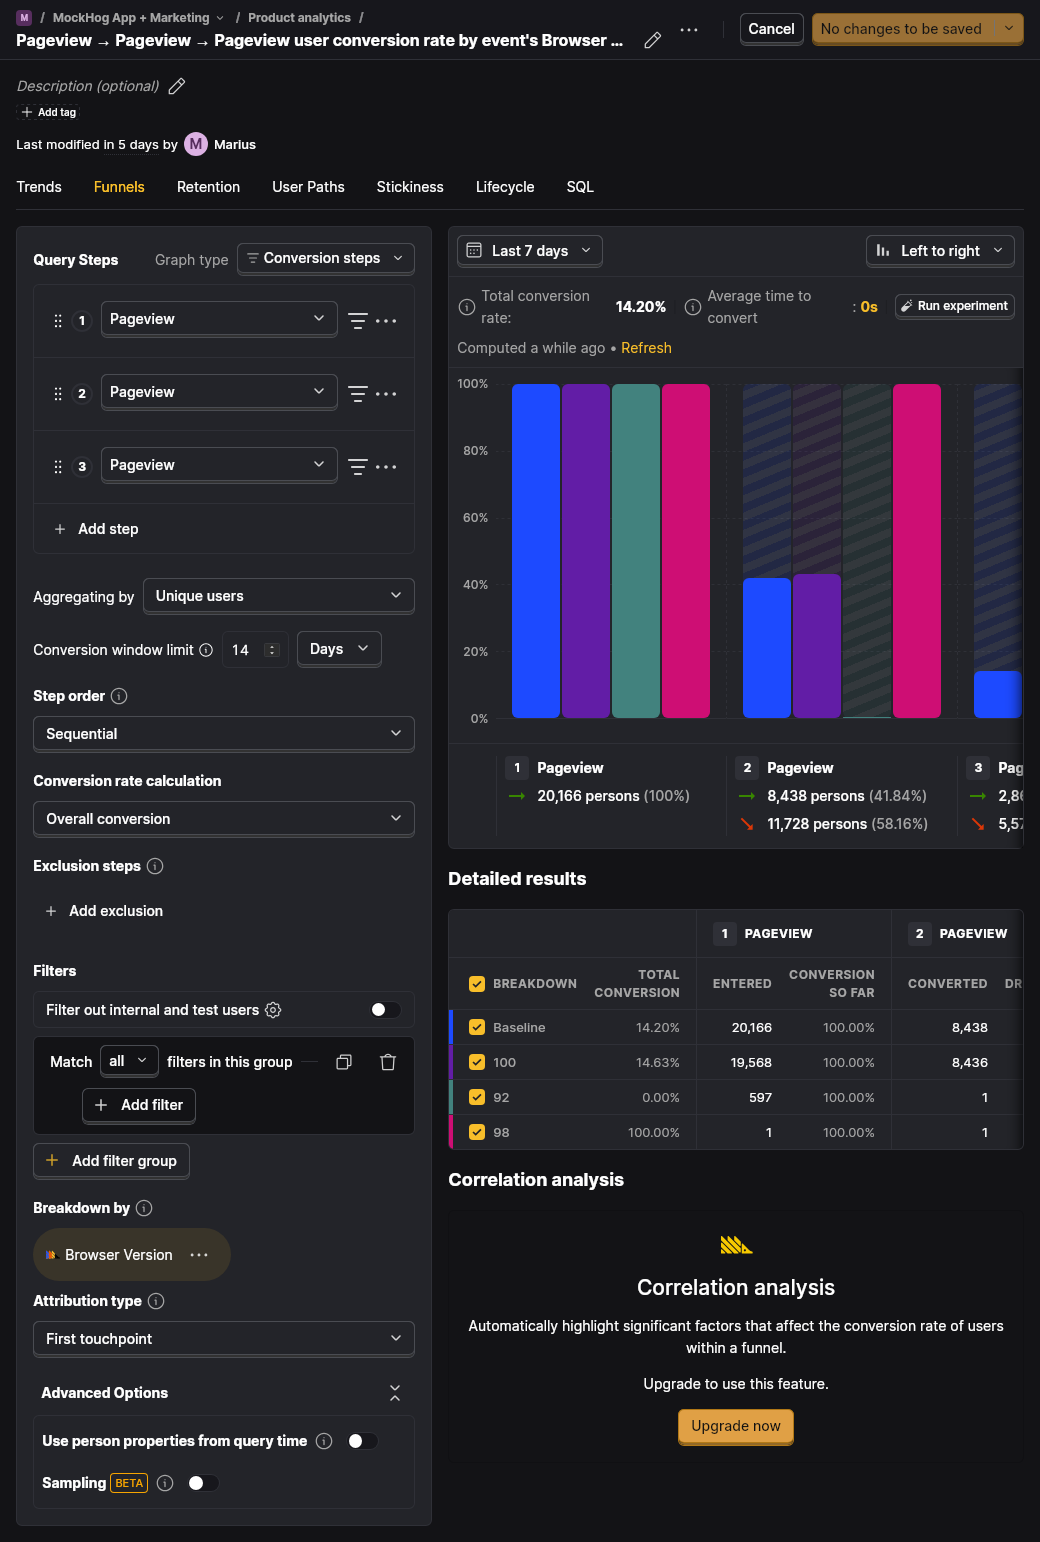 M / MockHog App + Marketing / Product analytics /
Pageview → Pageview → Pageview user conversion rate by event's Browser ...
Cancel
No changes to be saved
Description (optional)
Add tag
Last modified in 5 days by M Marius
Trends Funnels Retention User Paths Stickiness Lifecycle SQL
Query Steps Graph type Conversion steps
1 Pageview
2 Pageview
3 Pageview
Add step
Aggregating by Unique users
Conversion window limit 14 Days
Step order
Sequential
Conversion rate calculation
Overall conversion
Exclusion steps
Add exclusion
Filters
Filter out internal and test users
Match all filters in this group
Add filter
Add filter group
Breakdown by
Browser Version
Attribution type
First touchpoint
Advanced Options
Use person properties from query time
Sampling BETA
Last 7 days Left to right
Total conversion rate: 14.20% Average time to convert : 0s Run experiment
Computed a while ago • Refresh
100%
80%
60%
40%
20%
0%
1 Pageview
20,166 persons (100%)
2 Pageview
8,438 persons (41.84%)
11,728 persons (58.16%)
3 Pag
2,86
5,57
Detailed results
1 PAGEVIEW 2 PAGEVIEW
BREAKDOWN TOTAL CONVERSION ENTERED CONVERSION SO FAR CONVERTED DR
Baseline 14.20% 20,166 100.00% 8,438
100 14.63% 19,568 100.00% 8,436
92 0.00% 597 100.00% 1
98 100.00% 1 100.00% 1
Correlation analysis
Correlation analysis
Automatically highlight significant factors that affect the conversion rate of users
within a funnel.
Upgrade to use this feature.
Upgrade now